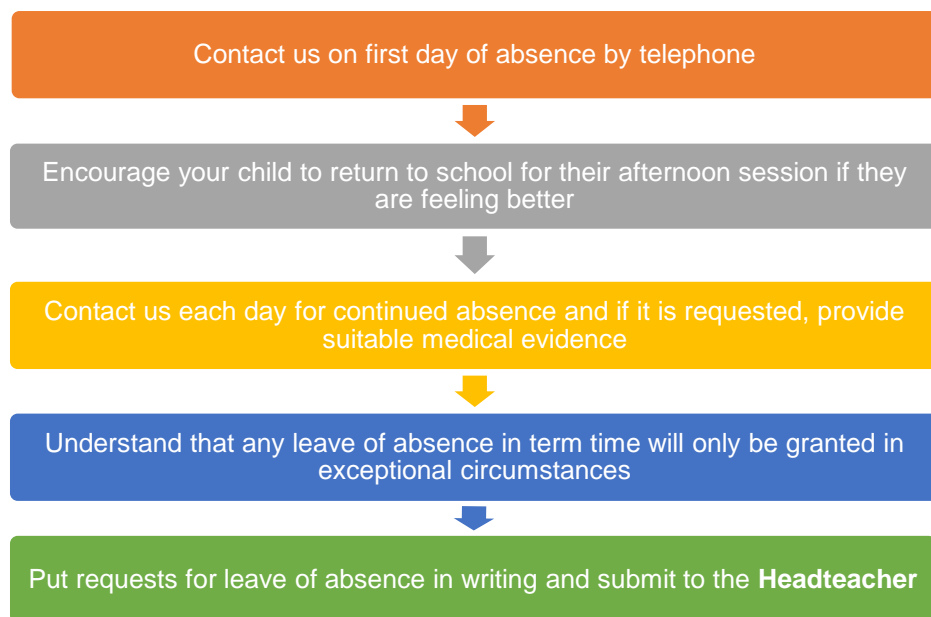 Contact us on first day of absence by telephone
Encourage your child to return to school for their afternoon session if they
are feeling better
Contact us each day for continued absence and if it is requested, provide
suitable medical evidence
Understand that any leave of absence in term time will only be granted in
exceptional circumstances
Put requests for leave of absence in writing and submit to the Headteacher